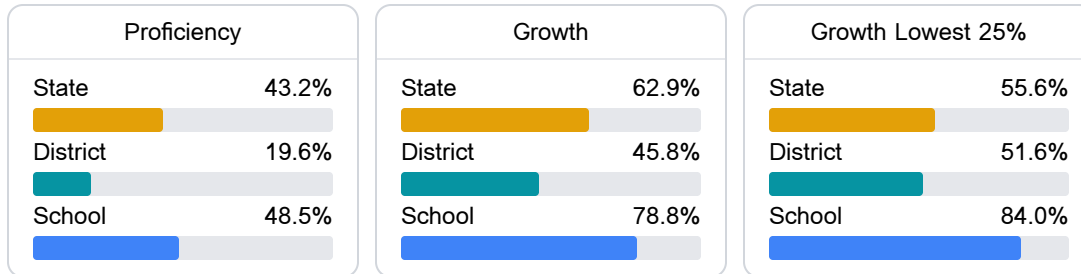 Proficiency
State 43.2%
District 19.6%
School 48.5%
Growth
State 62.9%
District 45.8%
School 78.8%
Growth Lowest 25%
State 55.6%
District 51.6%
School 84.0%